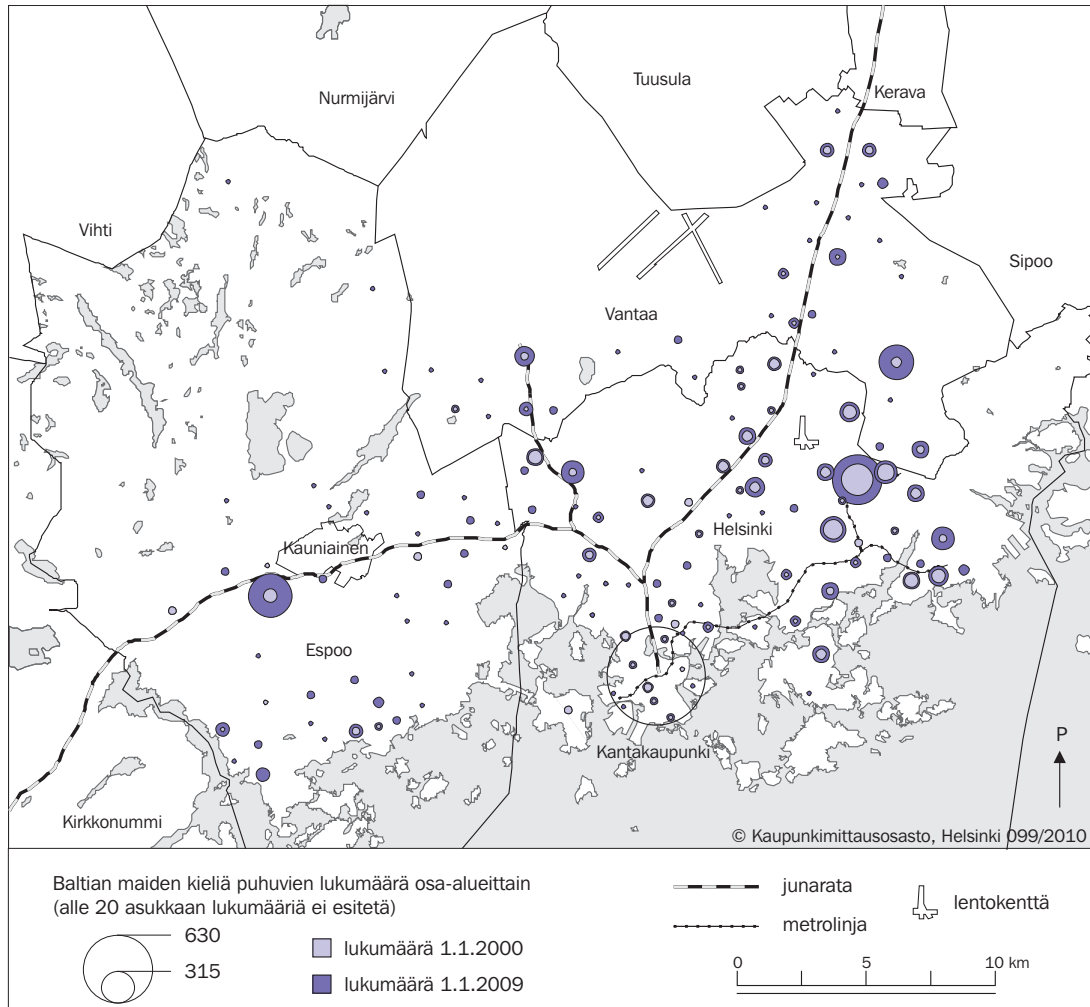 Tuusula
Kerava
Nurmijärvi
Vihti
Sipoo
Vantaa
Helsinki
Kauniainen
Espoo
Kantakaupunki
P
Kirkkonummi
© Kaupunkimittausosasto, Helsinki 099/2010
Baltian maiden kieliä puhuvien lukumäärä osa-alueittain
(alle 20 asukkaan lukumääriä ei esitetä)
630
315
lukumäärä 1.1.2000
lukumäärä 1.1.2009
junarata
metrolinja
lentokenttä
0 5 10 km